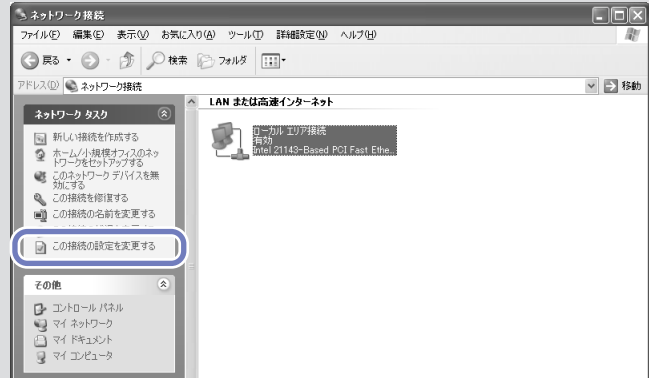 ネットワーク接続
ファイル(F) 編集(E) 表示(V) お気に入り(A) ツール(T) 詳細設定(N) ヘルプ(H)
戻る 検索 フォルダ
アドレス(D) ネットワーク接続 移動
ネットワーク タスク
新しい接続を作成する
ホーム/小規模オフィスのネッ
トワークをセットアップする
このネットワーク デバイスを無
効にする
この接続を修復する
この接続の名前を変更する
この接続の設定を変更する
その他
コントロール パネル
マイ ネットワーク
マイ ドキュメント
マイ コンピュータ
LAN または高速インターネット
ローカル エリア接続
有効
Intel 21143-Based PCI Fast Ethe...